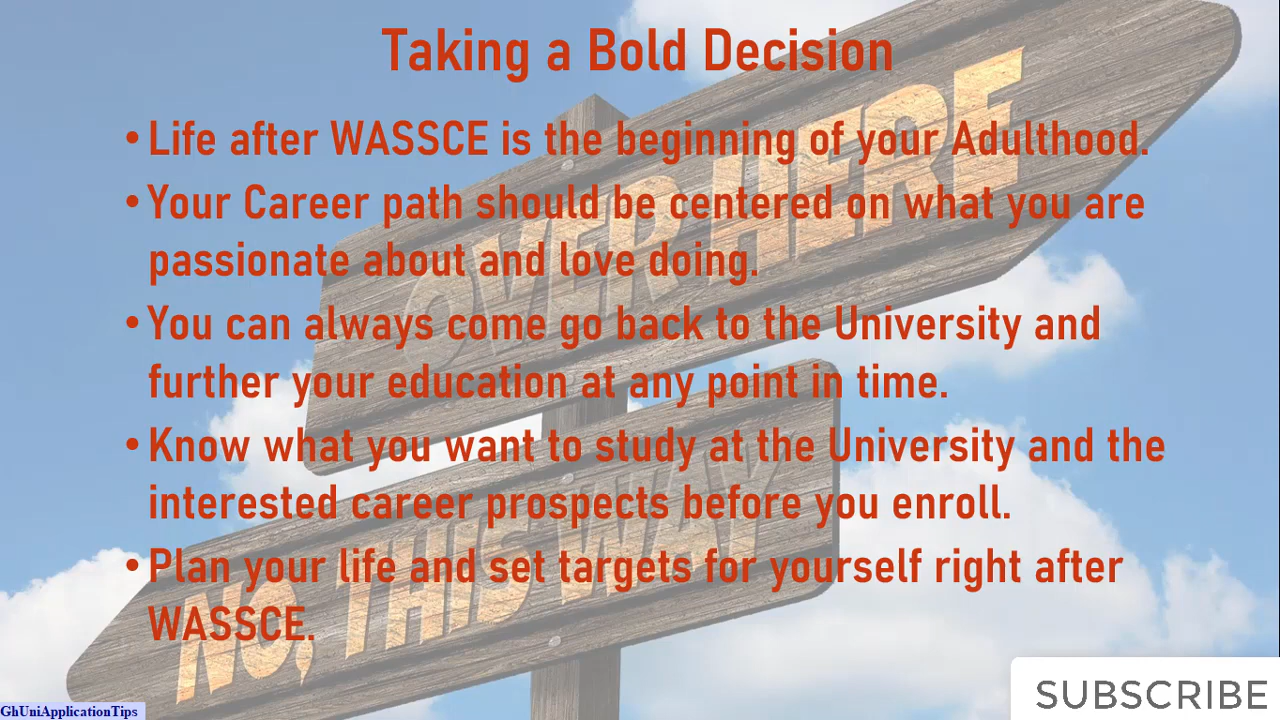 Taking a Bold Decision
• Life after WASSCE is the beginning of your Adulthood.
• Your Career path should be centered on what you are
passionate about and love doing.
• You can always come go back to the University and
further your education at any point in time.
• Know what you want to study at the University and the
interested career prospects before you enroll.
• Plan your life and set targets for yourself right after
WASSCE.
OVER HERE
NO, THIS WAY
GhUniApplicationTips
SUBSCRIBE